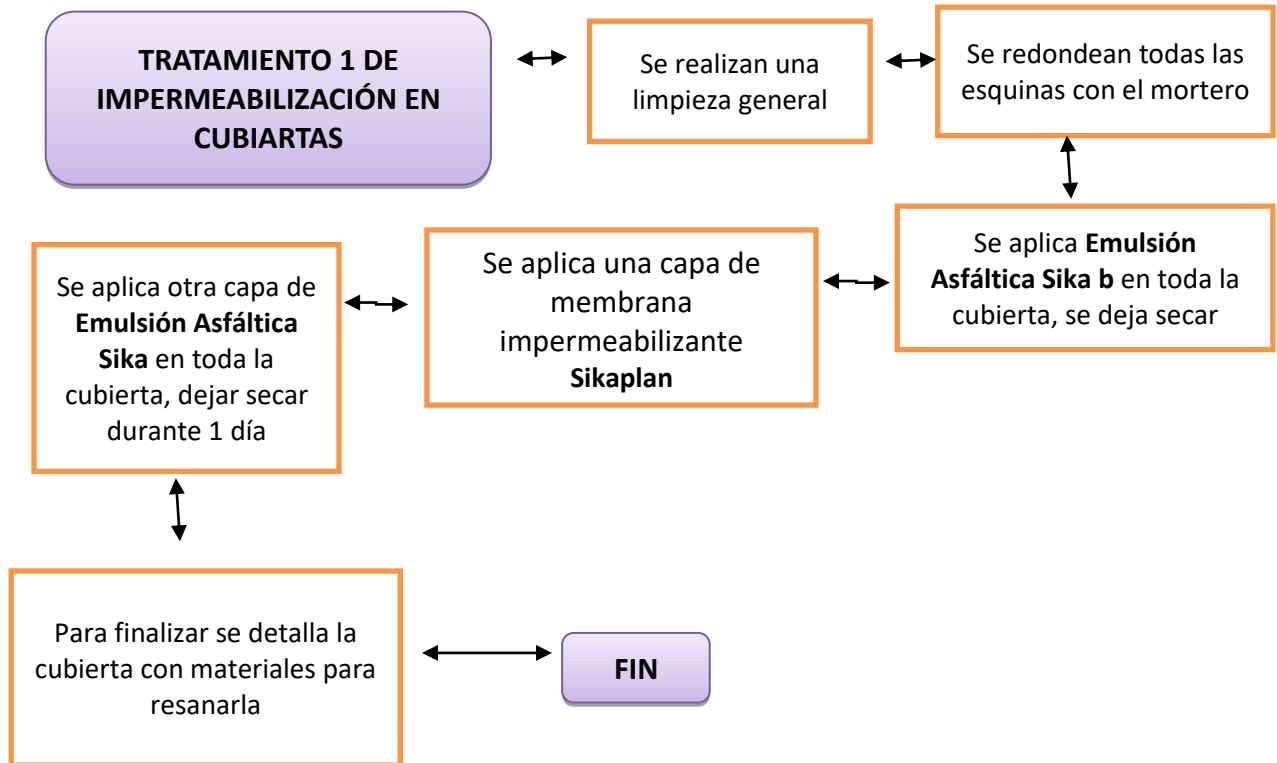 TRATAMIENTO 1 DE
IMPERMEABILIZACIÓN EN
CUBIARTAS
Se realizan una
limpieza general
Se redondean todas las
esquinas con el mortero
Se aplica Emulsión
Asfáltica Sika b en toda la
cubierta, se deja secar
Se aplica una capa de
membrana
impermeabilizante
Sikaplan
Se aplica otra capa de
Emulsión Asfáltica
Sika en toda la
cubierta, dejar secar
durante 1 día
Para finalizar se detalla la
cubierta con materiales para
resanarla
FIN